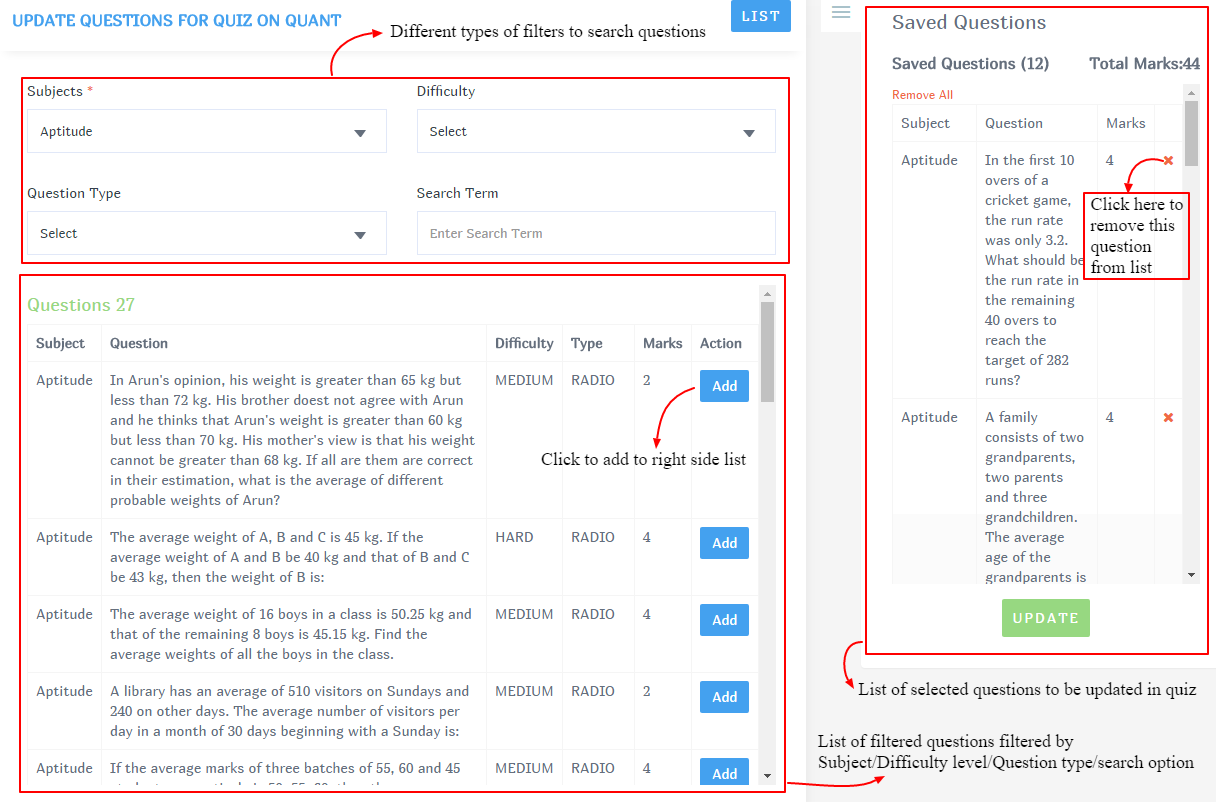 UPDATE QUESTIONS FOR QUIZ ON QUANT
LIST
Different types of filters to search questions
Subjects *
Difficulty
Aptitude
Select
Question Type
Search Term
Select
Enter Search Term
Questions 27
Subject Question Difficulty Type Marks Action
Aptitude In Arun's opinion, his weight is greater than 65 kg but MEDIUM RADIO 2 Add
less than 72 kg. His brother doest not agree with Arun
and he thinks that Arun's weight is greater than 60 kg
but less than 70 kg. His mother's view is that his weight
cannot be greater than 68 kg. If all are them are correct
in their estimation, what is the average of different
probable weights of Arun?
Click to add to right side list
Aptitude The average weight of A, B and C is 45 kg. If the HARD RADIO 4 Add
average weight of A and B be 40 kg and that of B and C
be 43 kg, then the weight of B is:
Aptitude The average weight of 16 boys in a class is 50.25 kg and MEDIUM RADIO 4 Add
that of the remaining 8 boys is 45.15 kg. Find the
average weights of all the boys in the class.
Aptitude A library has an average of 510 visitors on Sundays and MEDIUM RADIO 2 Add
240 on other days. The average number of visitors per
day in a month of 30 days beginning with a Sunday is:
Aptitude If the average marks of three batches of 55, 60 and 45 MEDIUM RADIO 4 Add
Saved Questions
Saved Questions (12) Total Marks:44
Remove All
Subject Question Marks
Aptitude In the first 10 4
overs of a
cricket game,
the run rate
was only 3.2.
What should be
the run rate in
the remaining
40 overs to
reach the
target of 282
runs?
Click here to
remove this
question
from list
Aptitude A family 4
consists of two
grandparents,
two parents
and three
grandchildren.
The average
age of the
grandparents is
UPDATE
List of selected questions to be updated in quiz
List of filtered questions filtered by
Subject/Difficulty level/Question type/search option